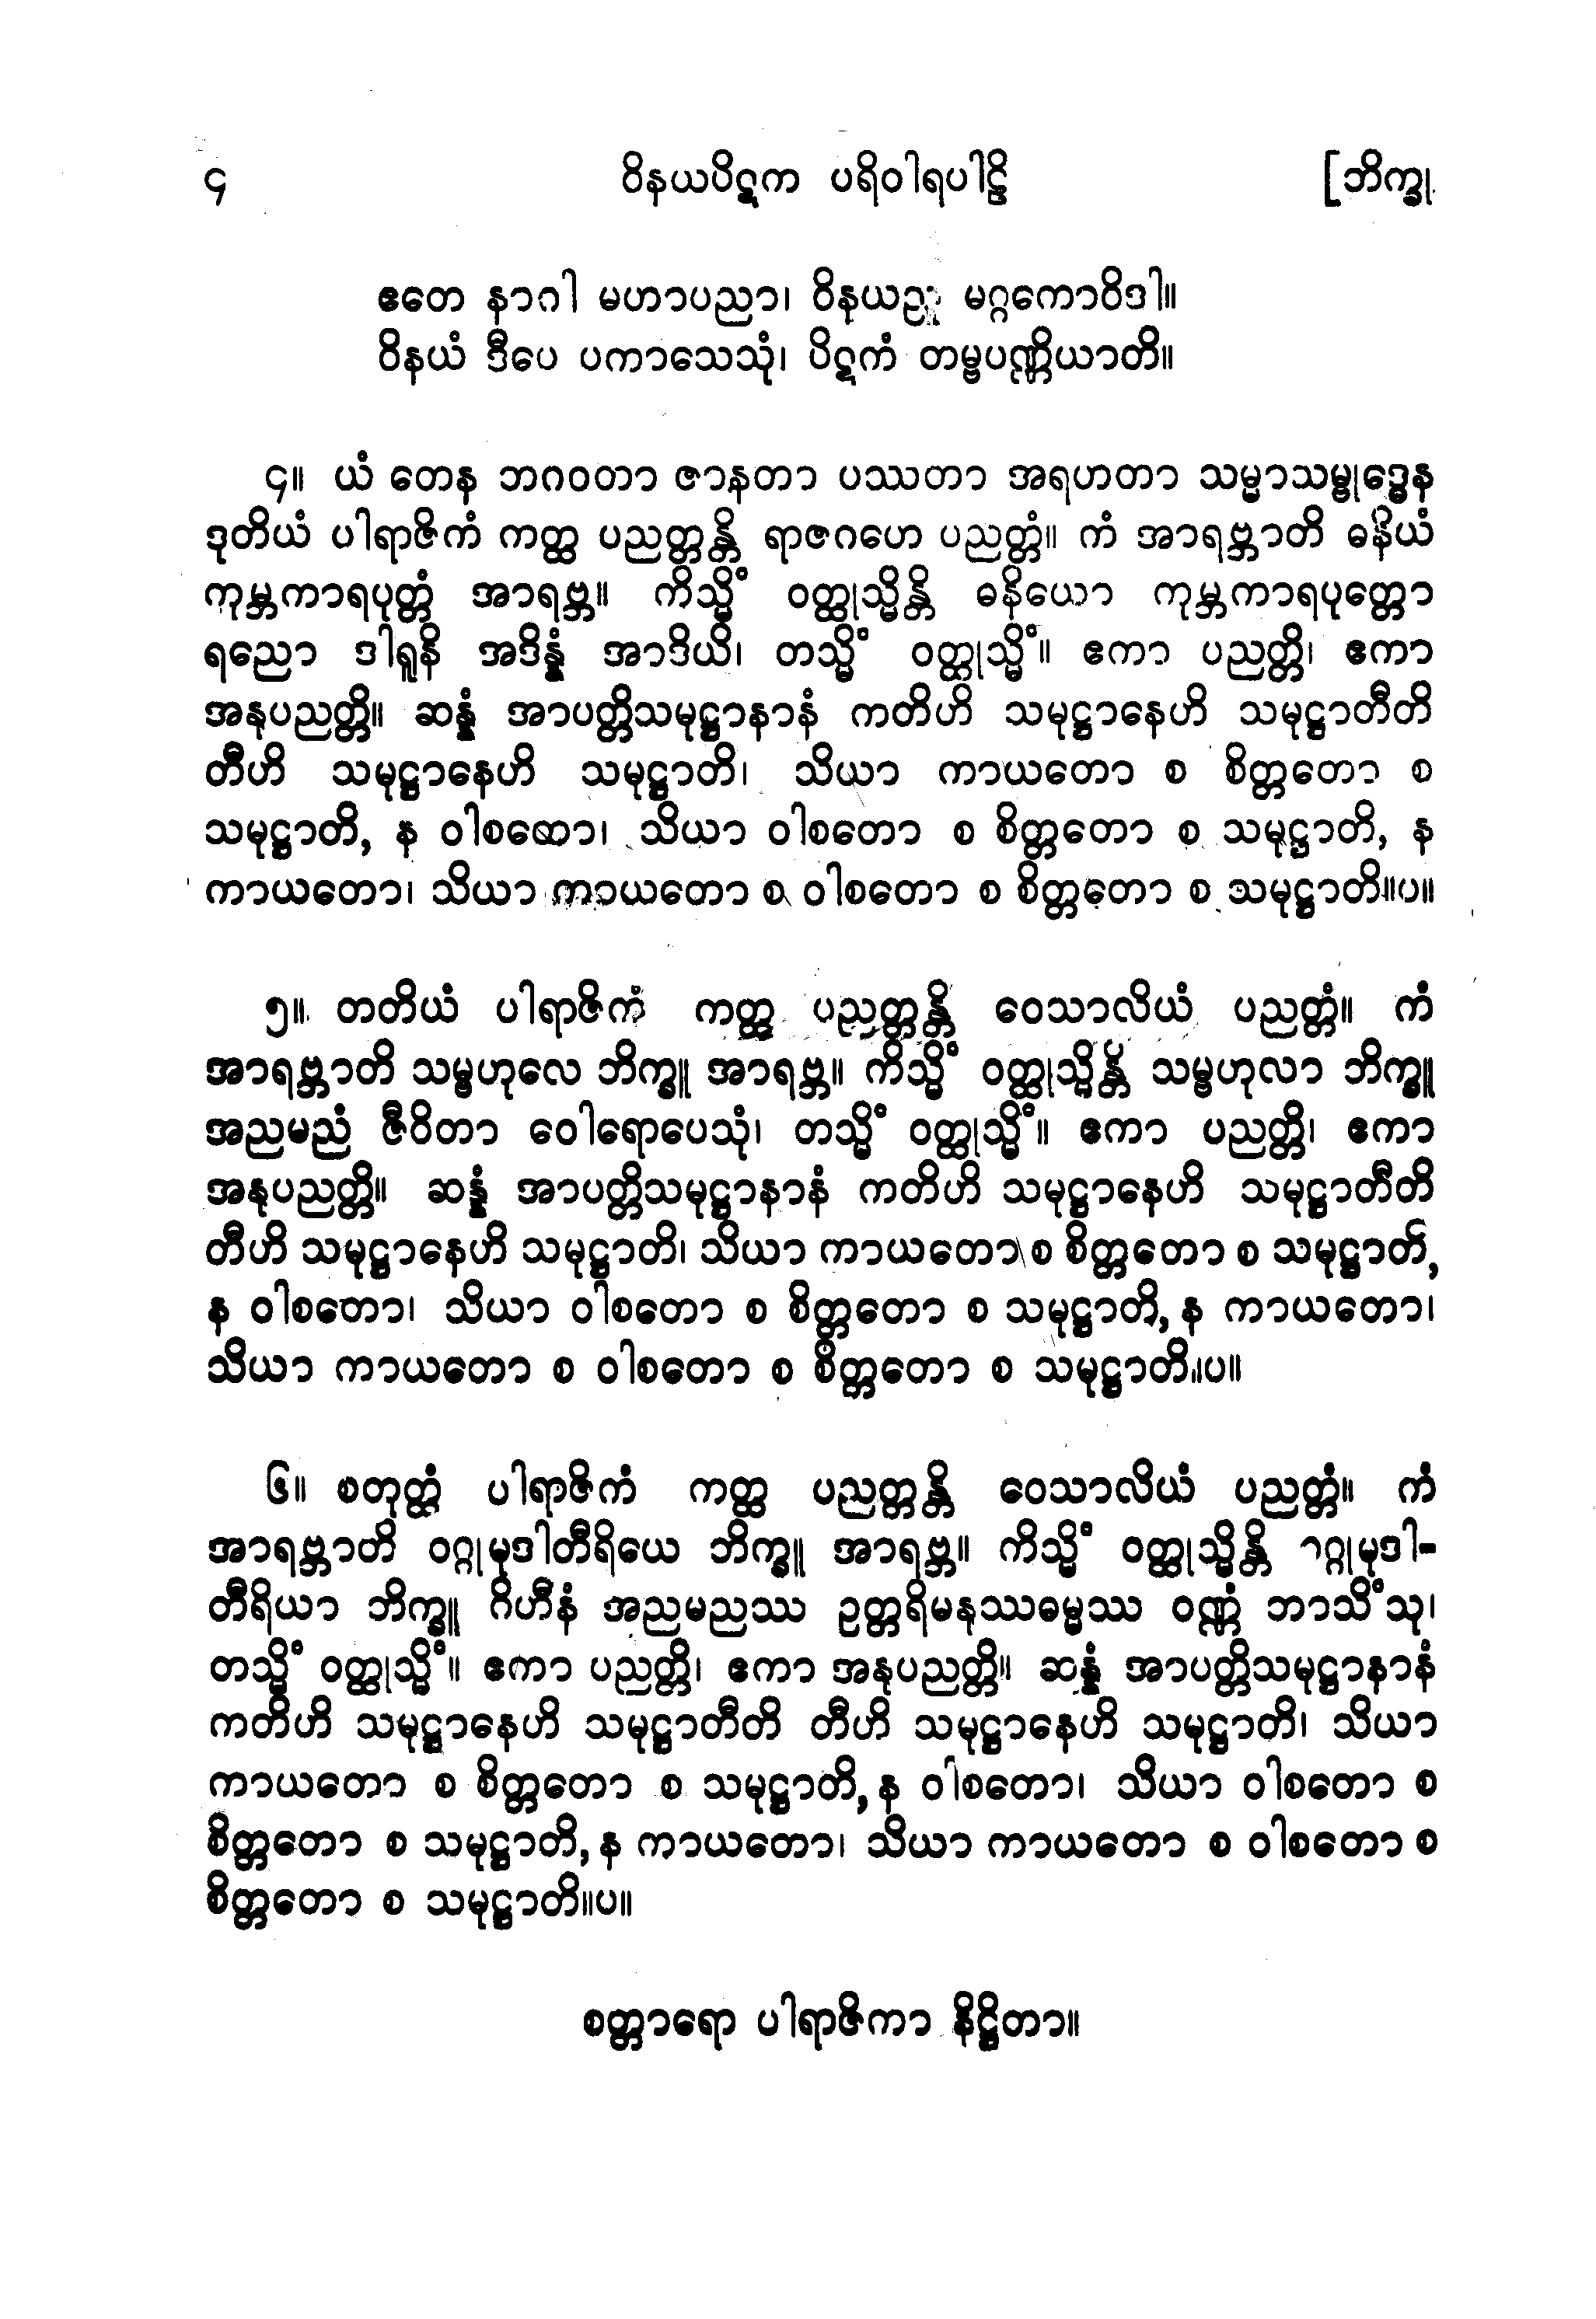 ၄ ဝိနယပိဋက ပရိဝါရပါဠိ [ဘိက္ခု
ဧတေ နာဂါ မဟာပညာ၊ ဝိနယညူ မဂ္ဂကောဝိဒါ။
ဝိနယံ ဒီပေ ပကာသေသုံ၊ ပိဋကံ တမ္ဗပဏ္ဏိယာတိ။
၄။ ယံ တေန ဘဂဝတာ ဇာနတာ ပဿတာ အရဟတာ သမ္မာသမ္ဗုဒ္ဓေန
ဒုတိယံ ပါရာဇိကံ ကတ္ထ ပညတ္တန္တိ ရာဇဂဟေ ပညတ္တံ။ ကံ အာရဗ္ဘာတိ ဓနိယံ
ကုမ္ဘကာရပုတ္တံ အာရဗ္ဘ။ ကိသ္မိံ ဝတ္ထုသ္မိန္တိ ဓနိယော ကုမ္ဘကာရပုတ္တော
ရညော ဒါရူနိ အဒိန္နံ အာဒိယိ၊ တသ္မိံ ဝတ္ထုသ္မိံ။ ဧကာ ပညတ္တိ၊ ဧကာ
အနုပညတ္တိ။ ဆန္နံ အာပတ္တိသမုဋ္ဌာနာနံ ကတိဟိ သမုဋ္ဌာနေဟိ သမုဋ္ဌာတီတိ
တီဟိ သမုဋ္ဌာနေဟိ သမုဋ္ဌာတိ၊ သိယာ ကာယတော စ စိတ္တတော စ
သမုဋ္ဌာတိ, န ဝါစတော၊ သိယာ ဝါစတော စ စိတ္တတော စ သမုဋ္ဌာတိ, န
ကာယတော၊ သိယာ ကာယတော စ ဝါစတော စ စိတ္တတော စ သမုဋ္ဌာတိ။ပ။
၅။ တတိယံ ပါရာဇိကံ ကတ္ထ ပညတ္တန္တိ ဝေသာလိယံ ပညတ္တံ။ ကံ
အာရဗ္ဘာတိ သမ္ဗဟုလေ ဘိက္ခူ အာရဗ္ဘ။ ကိသ္မိံ ဝတ္ထုသ္မိန္တိ သမ္ဗဟုလာ ဘိက္ခူ
အညမညံ ဇီဝိတာ ဝေါရောပေသုံ၊ တသ္မိံ ဝတ္ထုသ္မိံ။ ဧကာ ပညတ္တိ၊ ဧကာ
အနုပညတ္တိ။ ဆန္နံ အာပတ္တိသမုဋ္ဌာနာနံ ကတိဟိ သမုဋ္ဌာနေဟိ သမုဋ္ဌာတီတိ
တီဟိ သမုဋ္ဌာနေဟိ သမုဋ္ဌာတိ၊ သိယာ ကာယတော စ စိတ္တတော စ သမုဋ္ဌာတိ,
န ဝါစတော၊ သိယာ ဝါစတော စ စိတ္တတော စ သမုဋ္ဌာတိ, န ကာယတော၊
သိယာ ကာယတော စ ဝါစတော စ စိတ္တတော စ သမုဋ္ဌာတိ။ပ။
၆။ စတုတ္ထံ ပါရာဇိကံ ကတ္ထ ပညတ္တန္တိ ဝေသာလိယံ ပညတ္တံ။ ကံ
အာရဗ္ဘာတိ ဝဂ္ဂုမုဒါတီရိယေ ဘိက္ခူ အာရဗ္ဘ။ ကိသ္မိံ ဝတ္ထုသ္မိန္တိ ဝဂ္ဂုမုဒါ-
တီရိယာ ဘိက္ခူ ဂိဟီနံ အညမညဿ ဥတ္တရိမနုဿဓမ္မဿ ဝဏ္ဏံ ဘာသိံသု၊
တသ္မိံ ဝတ္ထုသ္မိံ။ ဧကာ ပညတ္တိ၊ ဧကာ အနုပညတ္တိ။ ဆန္နံ အာပတ္တိသမုဋ္ဌာနာနံ
ကတိဟိ သမုဋ္ဌာနေဟိ သမုဋ္ဌာတီတိ တီဟိ သမုဋ္ဌာနေဟိ သမုဋ္ဌာတိ၊ သိယာ
ကာယတော စ စိတ္တတော စ သမုဋ္ဌာတိ, န ဝါစတော၊ သိယာ ဝါစတော စ
စိတ္တတော စ သမုဋ္ဌာတိ, န ကာယတော၊ သိယာ ကာယတော စ ဝါစတော စ
စိတ္တတော စ သမုဋ္ဌာတိ။ပ။
စတ္တာရော ပါရာဇိကာ နိဋ္ဌိတာ။